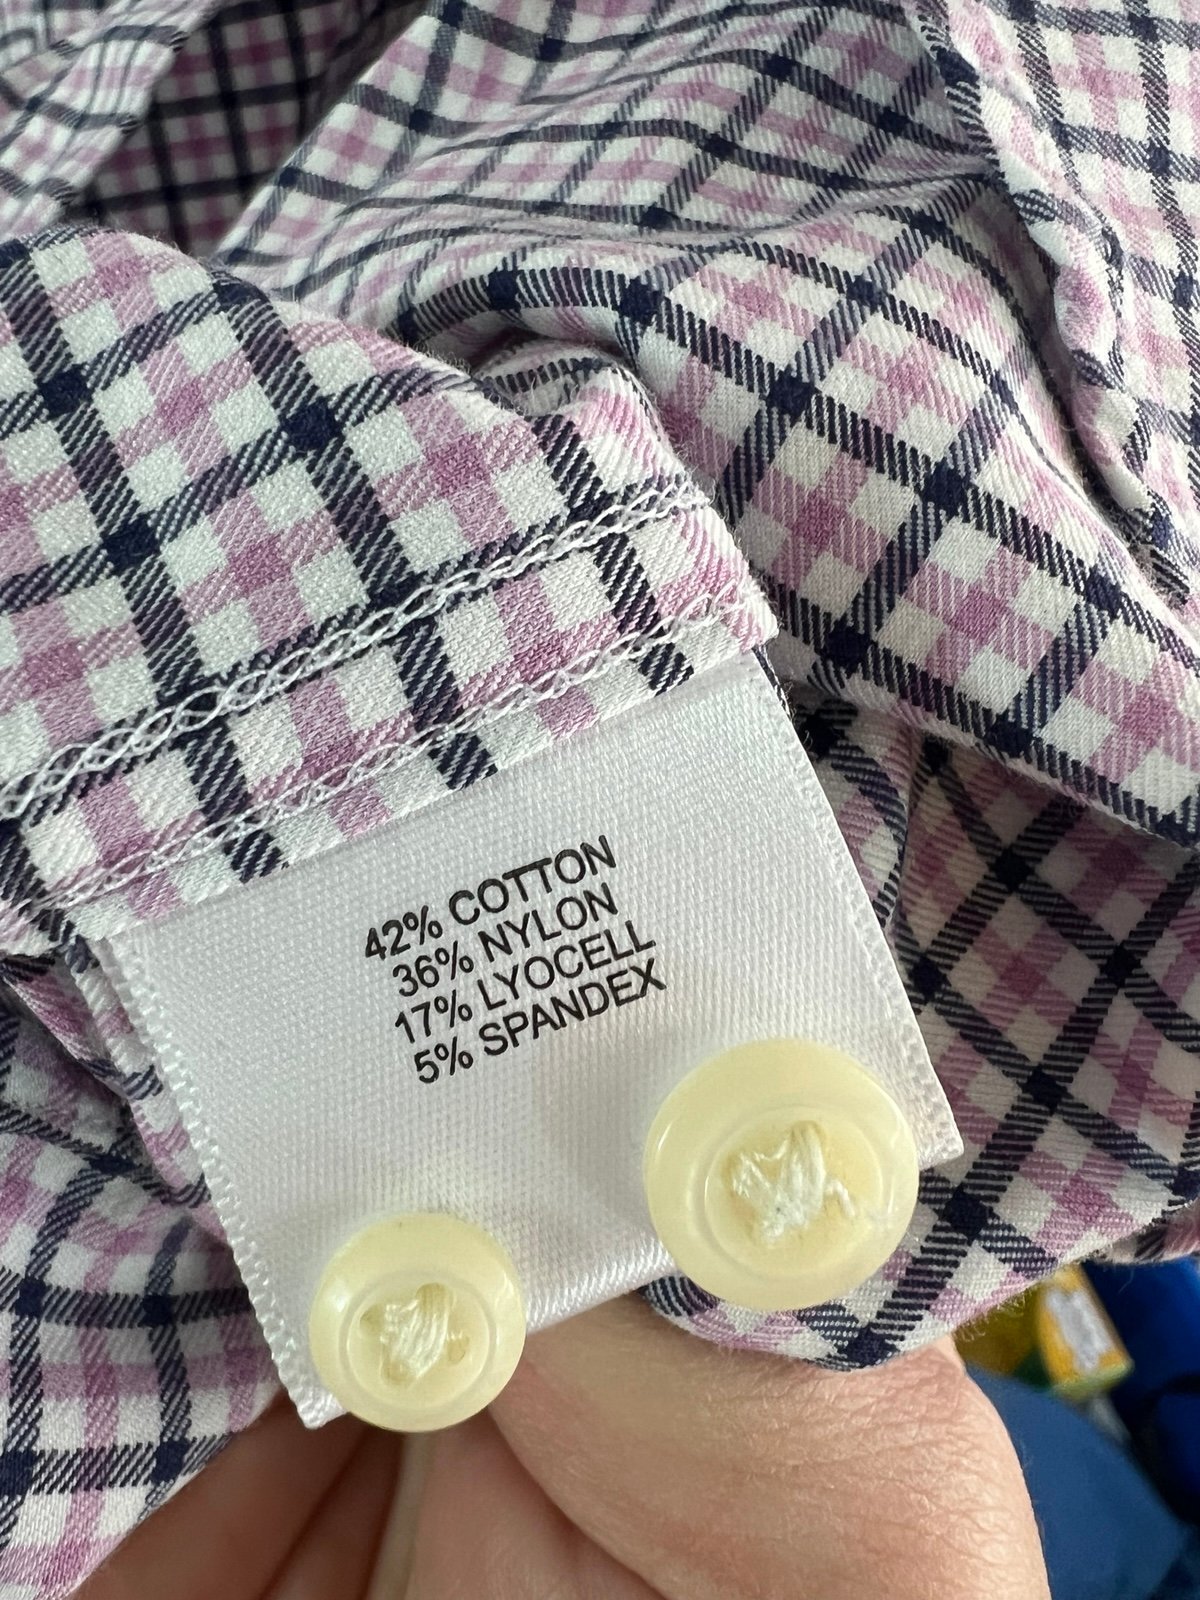 42% COTTON
36% NYLON
17% LYOCELL
5% SPANDEX